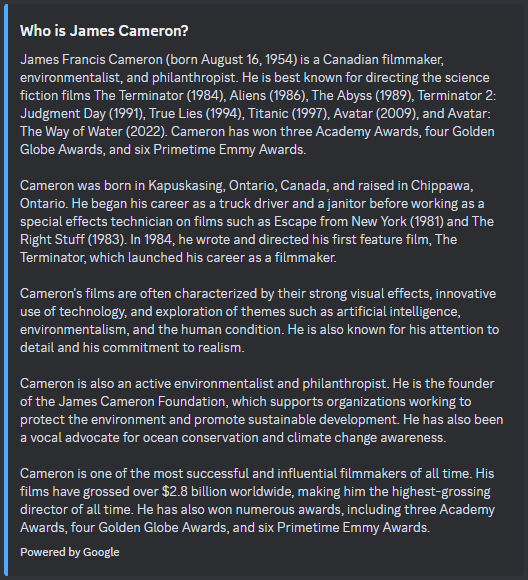 Who is James Cameron?
James Francis Cameron (born August 16, 1954) is a Canadian filmmaker,
environmentalist, and philanthropist. He is best known for directing the science
fiction films The Terminator (1984), Aliens (1986), The Abyss (1989), Terminator 2:
Judgment Day (1991), True Lies (1994), Titanic (1997), Avatar (2009), and Avatar:
The Way of Water (2022). Cameron has won three Academy Awards, four Golden
Globe Awards, and six Primetime Emmy Awards.
Cameron was born in Kapuskasing, Ontario, Canada, and raised in Chippawa,
Ontario. He began his career as a truck driver and a janitor before working as a
special effects technician on films such as Escape from New York (1981) and The
Right Stuff (1983). In 1984, he wrote and directed his first feature film, The
Terminator, which launched his career as a filmmaker.
Cameron's films are often characterized by their strong visual effects, innovative
use of technology, and exploration of themes such as artificial intelligence,
environmentalism, and the human condition. He is also known for his attention to
detail and his commitment to realism.
Cameron is also an active environmentalist and philanthropist. He is the founder
of the James Cameron Foundation, which supports organizations working to
protect the environment and promote sustainable development. He has also been
a vocal advocate for ocean conservation and climate change awareness.
Cameron is one of the most successful and influential filmmakers of all time. His
films have grossed over $2.8 billion worldwide, making him the highest-grossing
director of all time. He has also won numerous awards, including three Academy
Awards, four Golden Globe Awards, and six Primetime Emmy Awards.
Powered by Google